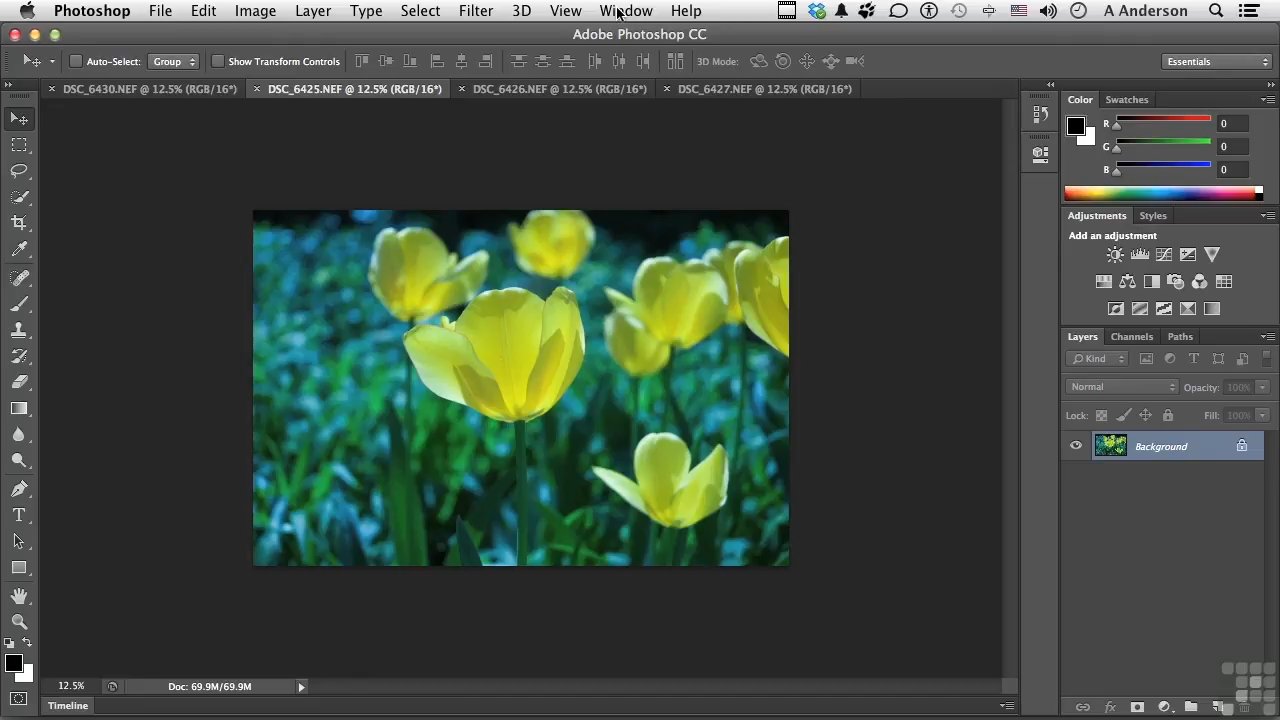 Photoshop File Edit Image Layer Type Select Filter 3D View Window Help A Anderson
Adobe Photoshop CC
Auto-Select: Group Show Transform Controls 3D Mode: Essentials
DSC_6430.NEF @ 12.5% (RGB/16*) DSC_6425.NEF @ 12.5% (RGB/16*) DSC_6426.NEF @ 12.5% (RGB/16*) DSC_6427.NEF @ 12.5% (RGB/16*)
Color Swatches
R 0
G 0
B 0
Adjustments Styles
Add an adjustment
Layers Channels Paths
Kind
Normal Opacity: 100%
Lock: Fill: 100%
Background
12.5% Doc: 69.9M/69.9M
Timeline